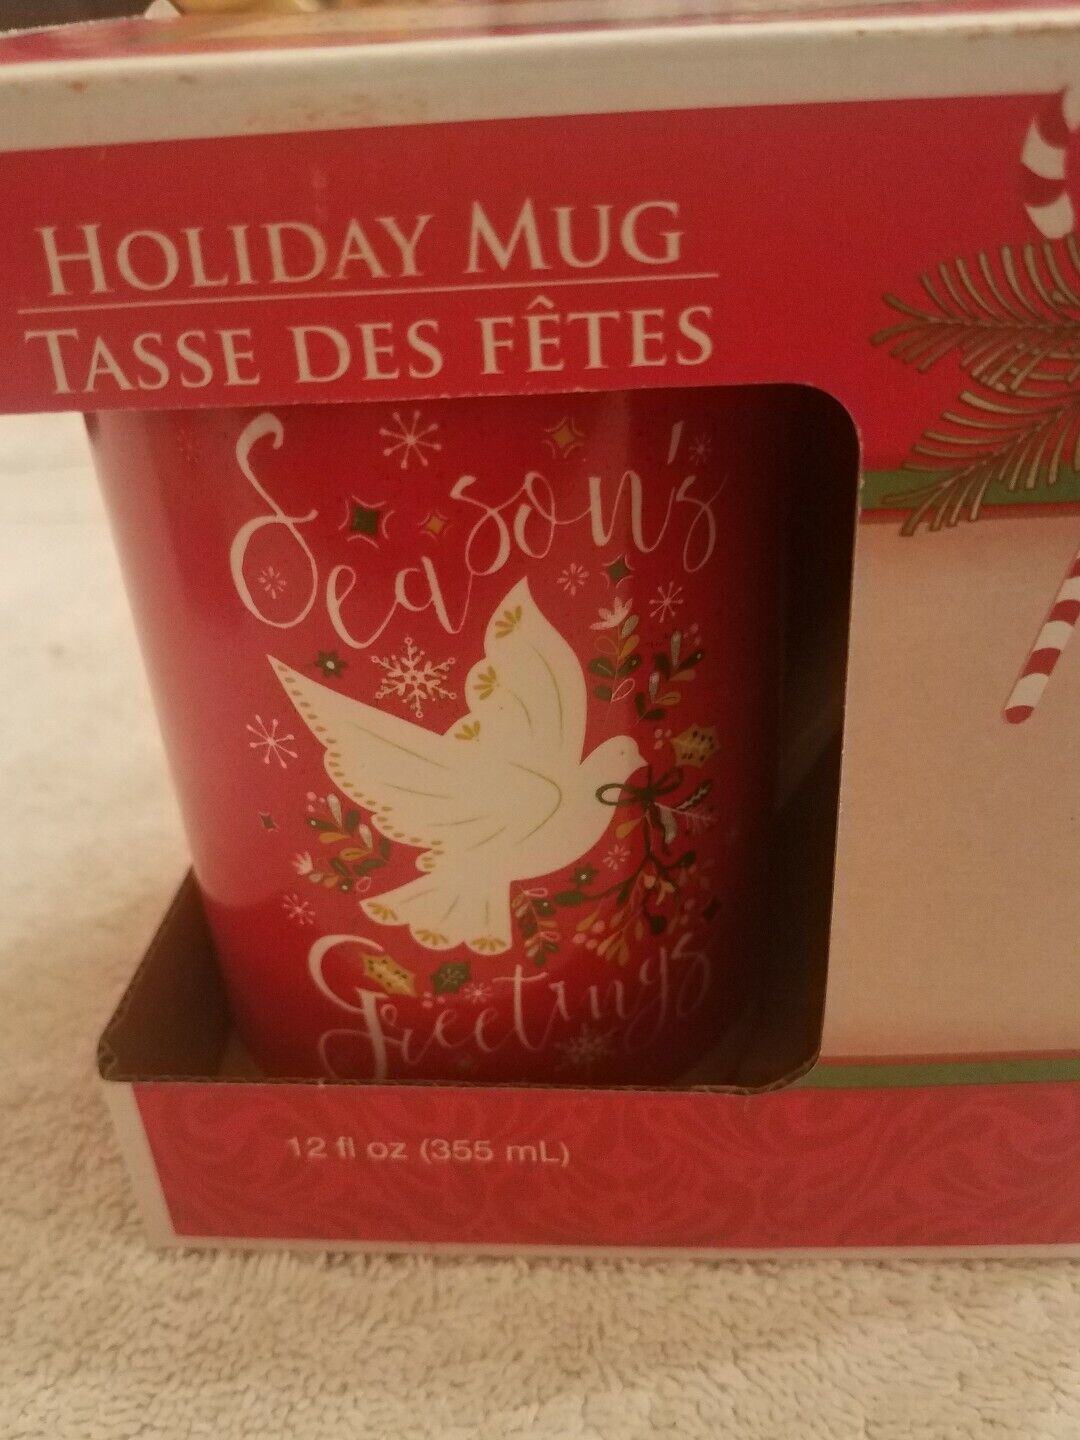 HOLIDAY MUG
TASSE DES FÊTES
Season's
Greetings
12 fl oz (355 mL)